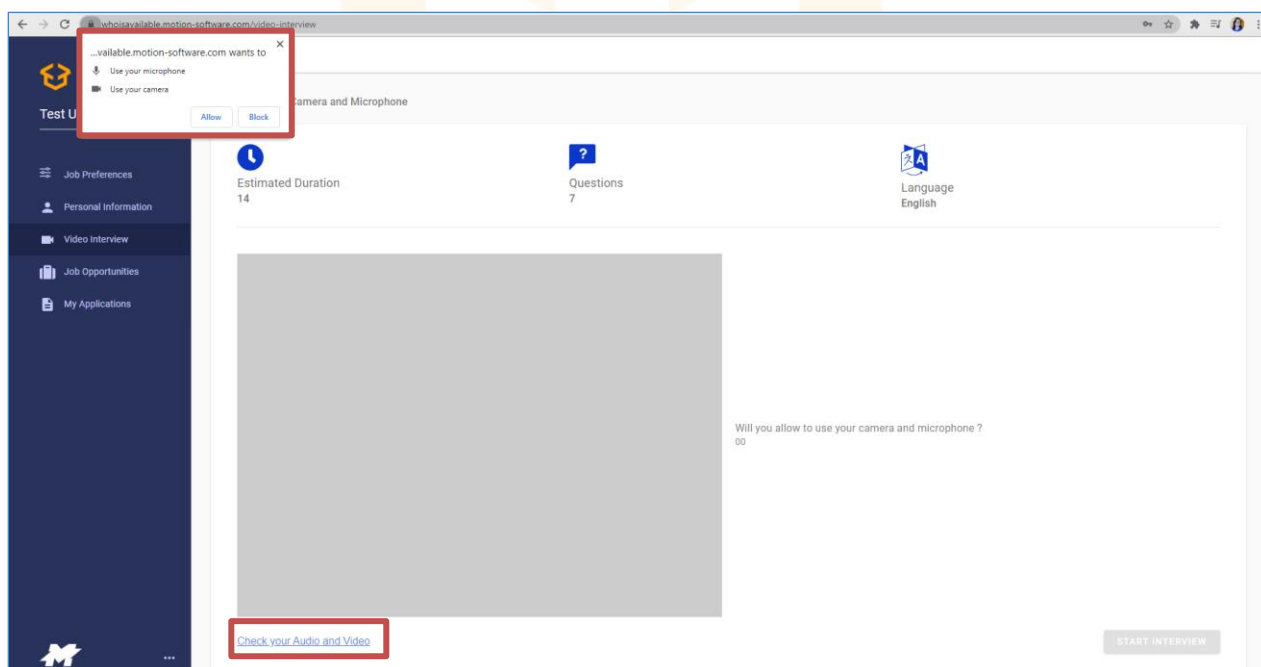 whoisavailable.motion-software.com/video-interview
...vailable.motion-software.com wants to
Use your microphone
Use your camera
Allow Block
Test U
Camera and Microphone
Job Preferences
Personal Information
Video Interview
Job Opportunities
My Applications
Estimated Duration
14
Questions
7
Language
English
Will you allow to use your camera and microphone ?
00
Check your Audio and Video
START INTERVIEW